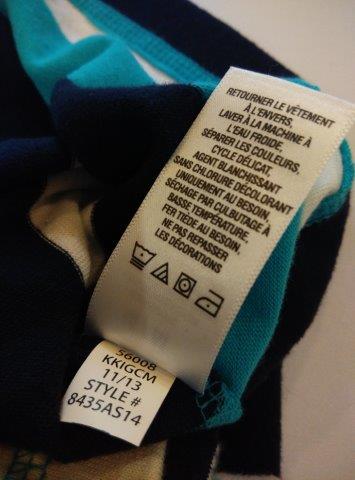 RETOURNER LE VÊTEMENT
À L'ENVERS.
LAVER À LA MACHINE À
L'EAU FROIDE.
SÉPARER LES COULEURS.
CYCLE DÉLICAT.
AGENT BLANCHISSANT
SANS CHLORURE DÉCOLORANT
UNIQUEMENT AU BESOIN.
SÉCHAGE PAR CULBUTAGE À
BASSE TEMPÉRATURE.
FER TIÈDE AU BESOIN.
NE PAS REPASSER
LES DÉCORATIONS
56008
KKIGCM
11/13
STYLE #
8435AS14